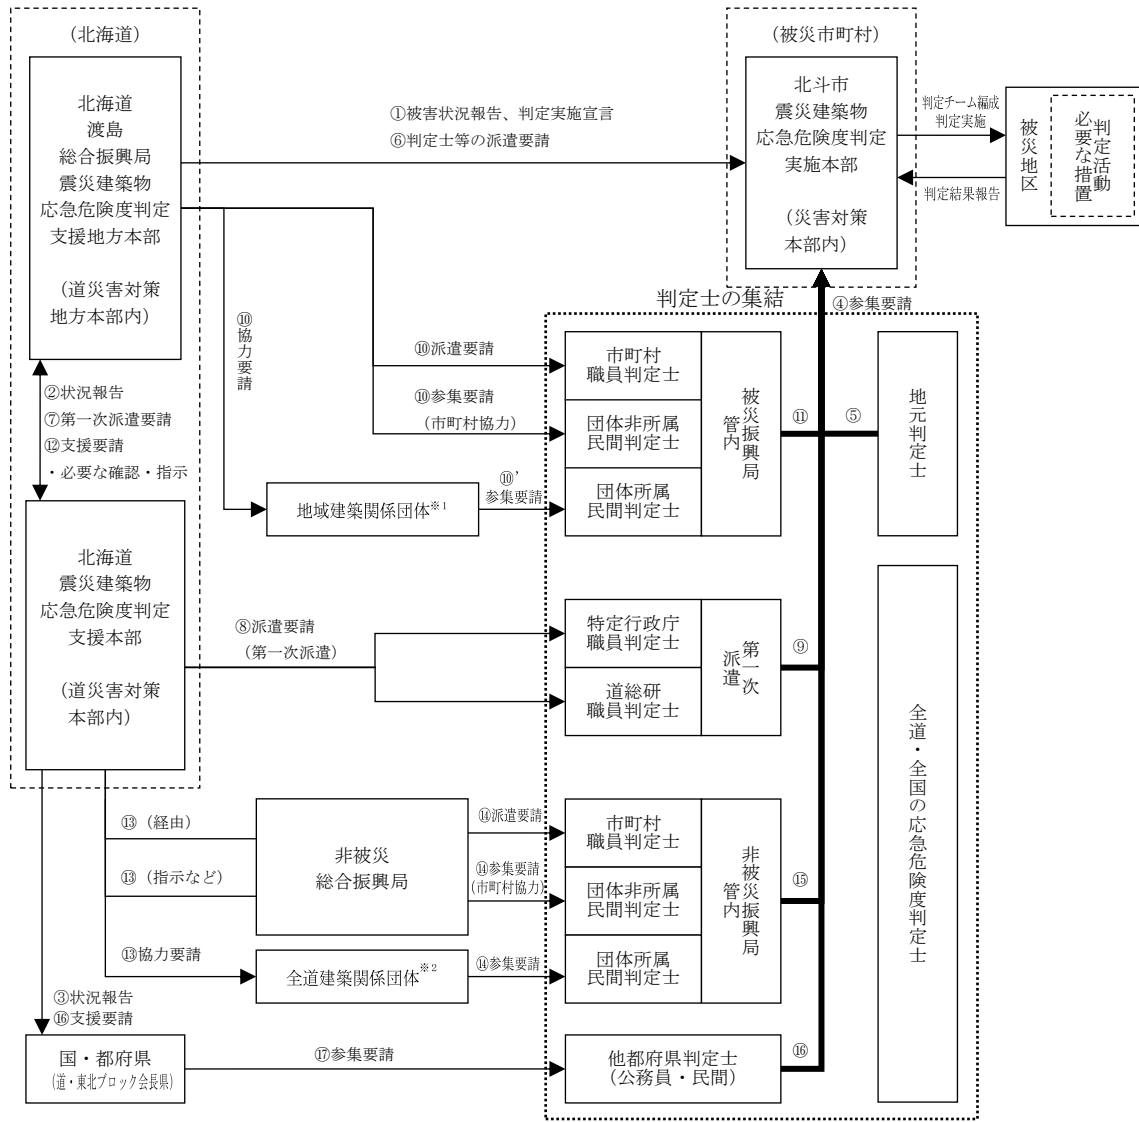 （北海道）
北海道
渡島
総合振興局
震災建築物
応急危険度判定
支援地方本部
（道災害対策
地方本部内）
①被害状況報告、判定実施宣言
⑥判定士等の派遣要請
（被災市町村）
北斗市
震災建築物
応急危険度判定
実施本部
（災害対策
本部内）
判定チーム編成
判定実施
判定結果報告
被災地区
判定活動
必要な措置
判定士の集結
④参集要請
⑩協力要請
⑩派遣要請
⑩参集要請
（市町村協力）
⑩’
参集要請
地域建築関係団体※1
市町村
職員判定士
団体非所属
民間判定士
団体所属
民間判定士
被災振興局
管内
⑪
⑤
地元判定士
②状況報告
⑦第一次派遣要請
⑫支援要請
・必要な確認・指示
北海道
震災建築物
応急危険度判定
支援本部
（道災害対策
本部内）
⑧派遣要請
（第一次派遣）
特定行政庁
職員判定士
道総研
職員判定士
第一次
派遣
⑨
全道・全国の応急危険度判定士
⑬（経由）
⑬（指示など）
⑬協力要請
非被災
総合振興局
全道建築関係団体※2
⑭派遣要請
⑭参集要請
(市町村協力)
⑭参集要請
市町村
職員判定士
団体非所属
民間判定士
団体所属
民間判定士
非被災振興局
管内
⑮
③状況報告
⑯支援要請
国・都府県
(道・東北ブロック会長県)
⑰参集要請
他都府県判定士
（公務員・民間）
⑯